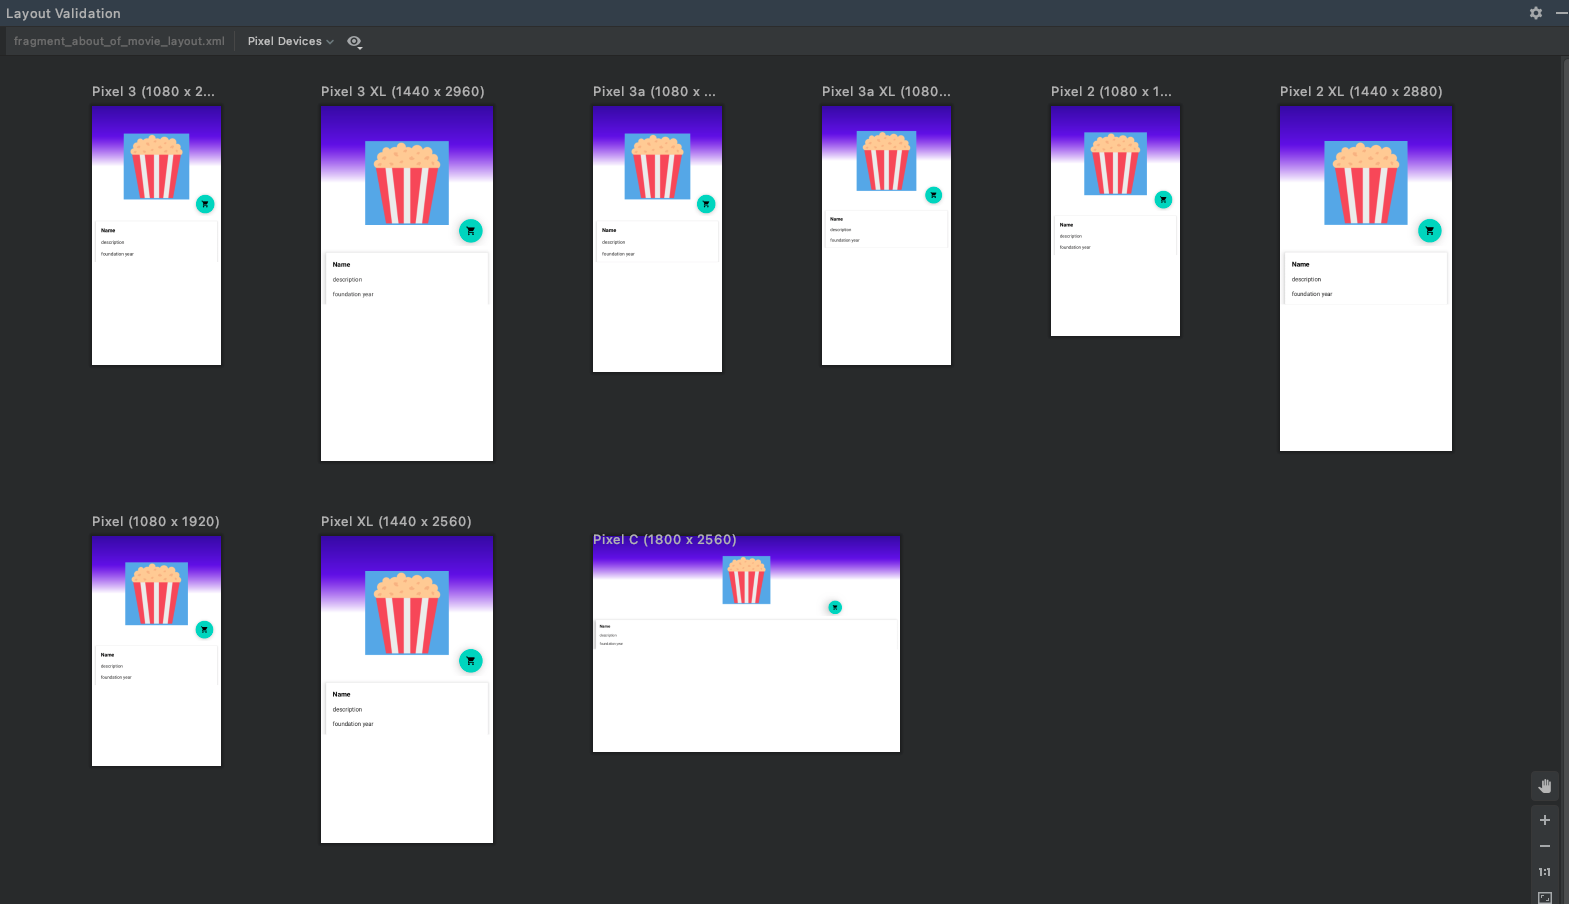 Layout Validation
fragment_about_of_movie_layout.xml
Pixel Devices
Pixel 3 (1080 x 2...
Pixel 3 XL (1440 x 2960)
Pixel 3a (1080 x ...
Pixel 3a XL (1080...
Pixel 2 (1080 x 1...
Pixel 2 XL (1440 x 2880)
Name
description
foundation year
Name
description
foundation year
Name
description
foundation year
Name
description
foundation year
Name
description
foundation year
Name
description
foundation year
Pixel (1080 x 1920)
Pixel XL (1440 x 2560)
Pixel C (1800 x 2560)
Name
description
foundation year
Name
description
foundation year
Name
description
foundation year
1:1